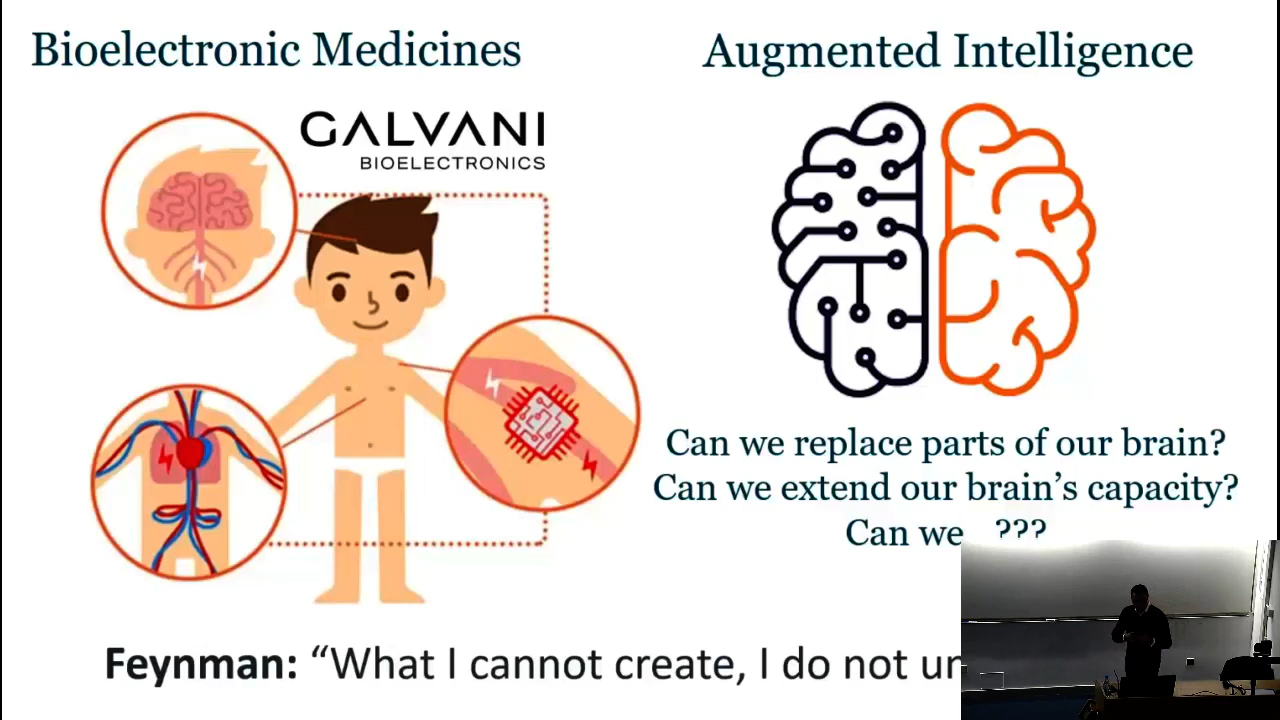 Bioelectronic Medicines
GALVANI
BIOELECTRONICS
Augmented Intelligence
Can we replace parts of our brain?
Can we extend our brain's capacity?
Can we ???
Feynman: “What I cannot create, I do not